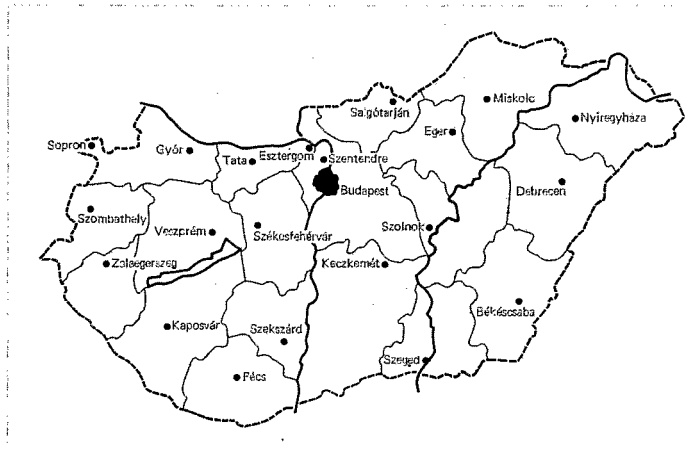 Miskolc
Salgótarján
Nyíregyháza
Eger
Sopron
Győr
Esztergom
Tata
Szentendre
Budapest
Debrecen
Szombathely
Veszprém
Székesfehérvár
Szolnok
Zalaegerszeg
Kecskemét
Békéscsaba
Kaposvár
Szekszárd
Szeged
Pécs